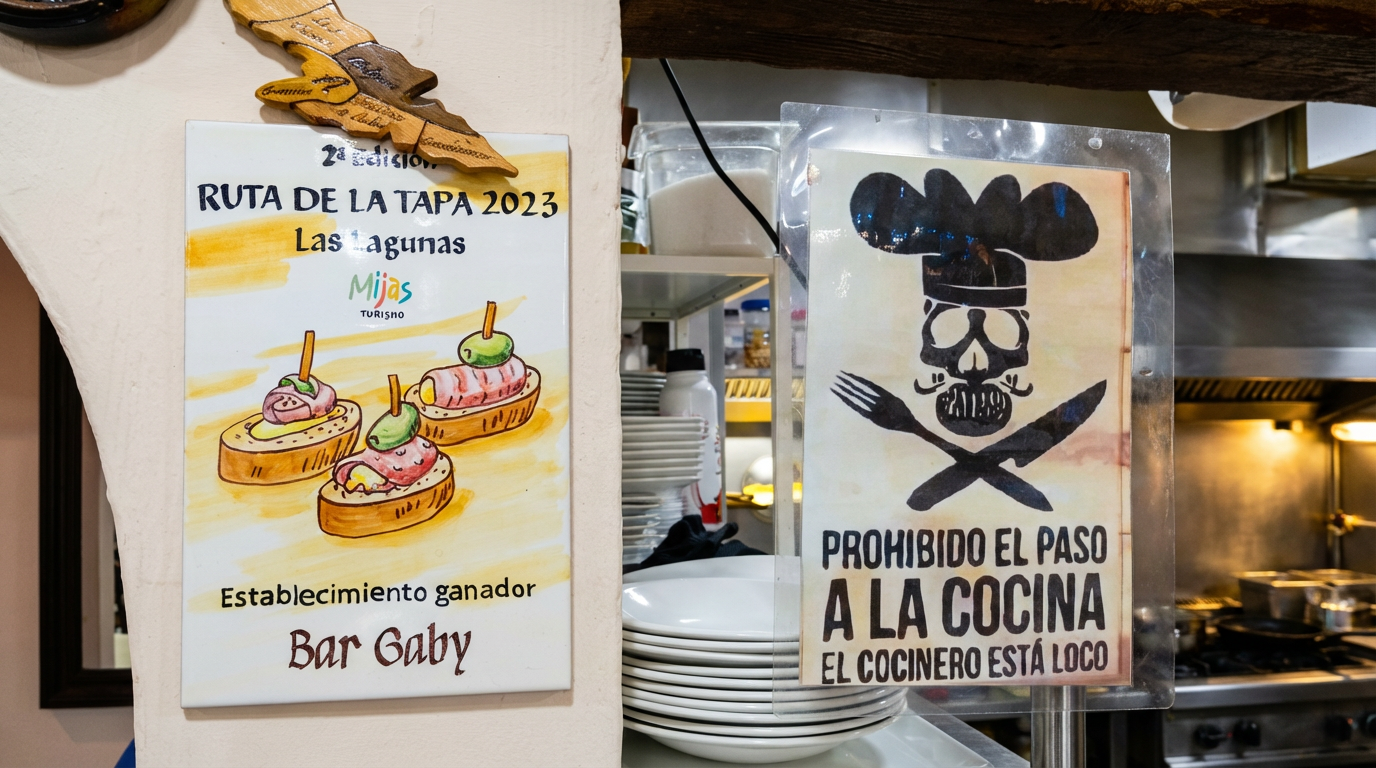 2ª Edición
RUTA DE LA TAPA 2023
Las Lagunas
Mijas
TURISMO
Establecimiento ganador
Bar Gaby
PROHIBIDO EL PASO
A LA COCINA
EL COCINERO ESTÁ LOCO